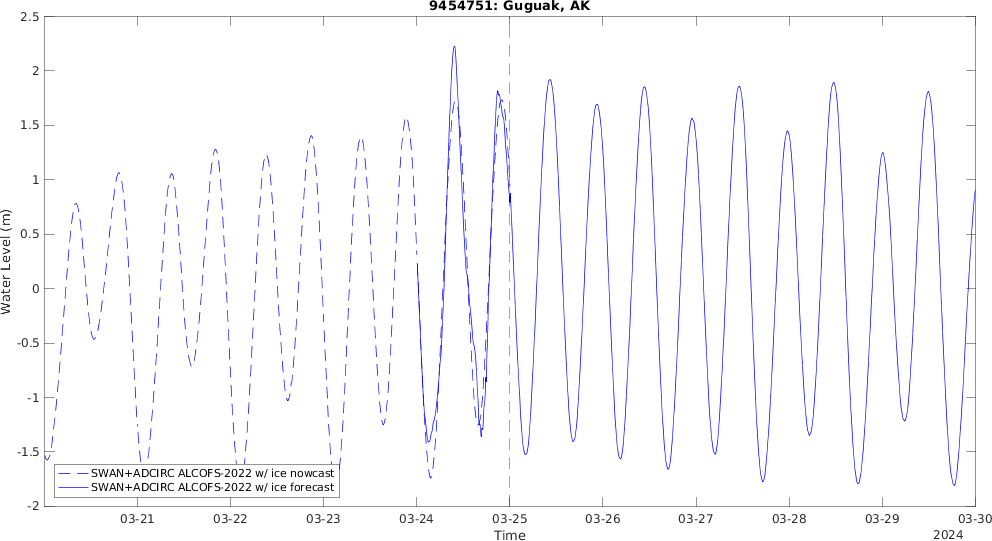 9454751: Guguak, AK
2.5
2
1.5
1
0.5
0
-0.5
-1
-1.5
-2
Water Level (m)
SWAN+ADCIRC ALCOFS-2022 w/ ice nowcast
SWAN+ADCIRC ALCOFS-2022 w/ ice forecast
03-21 03-22 03-23 03-24 03-25 03-26 03-27 03-28 03-29 03-30
Time
2024